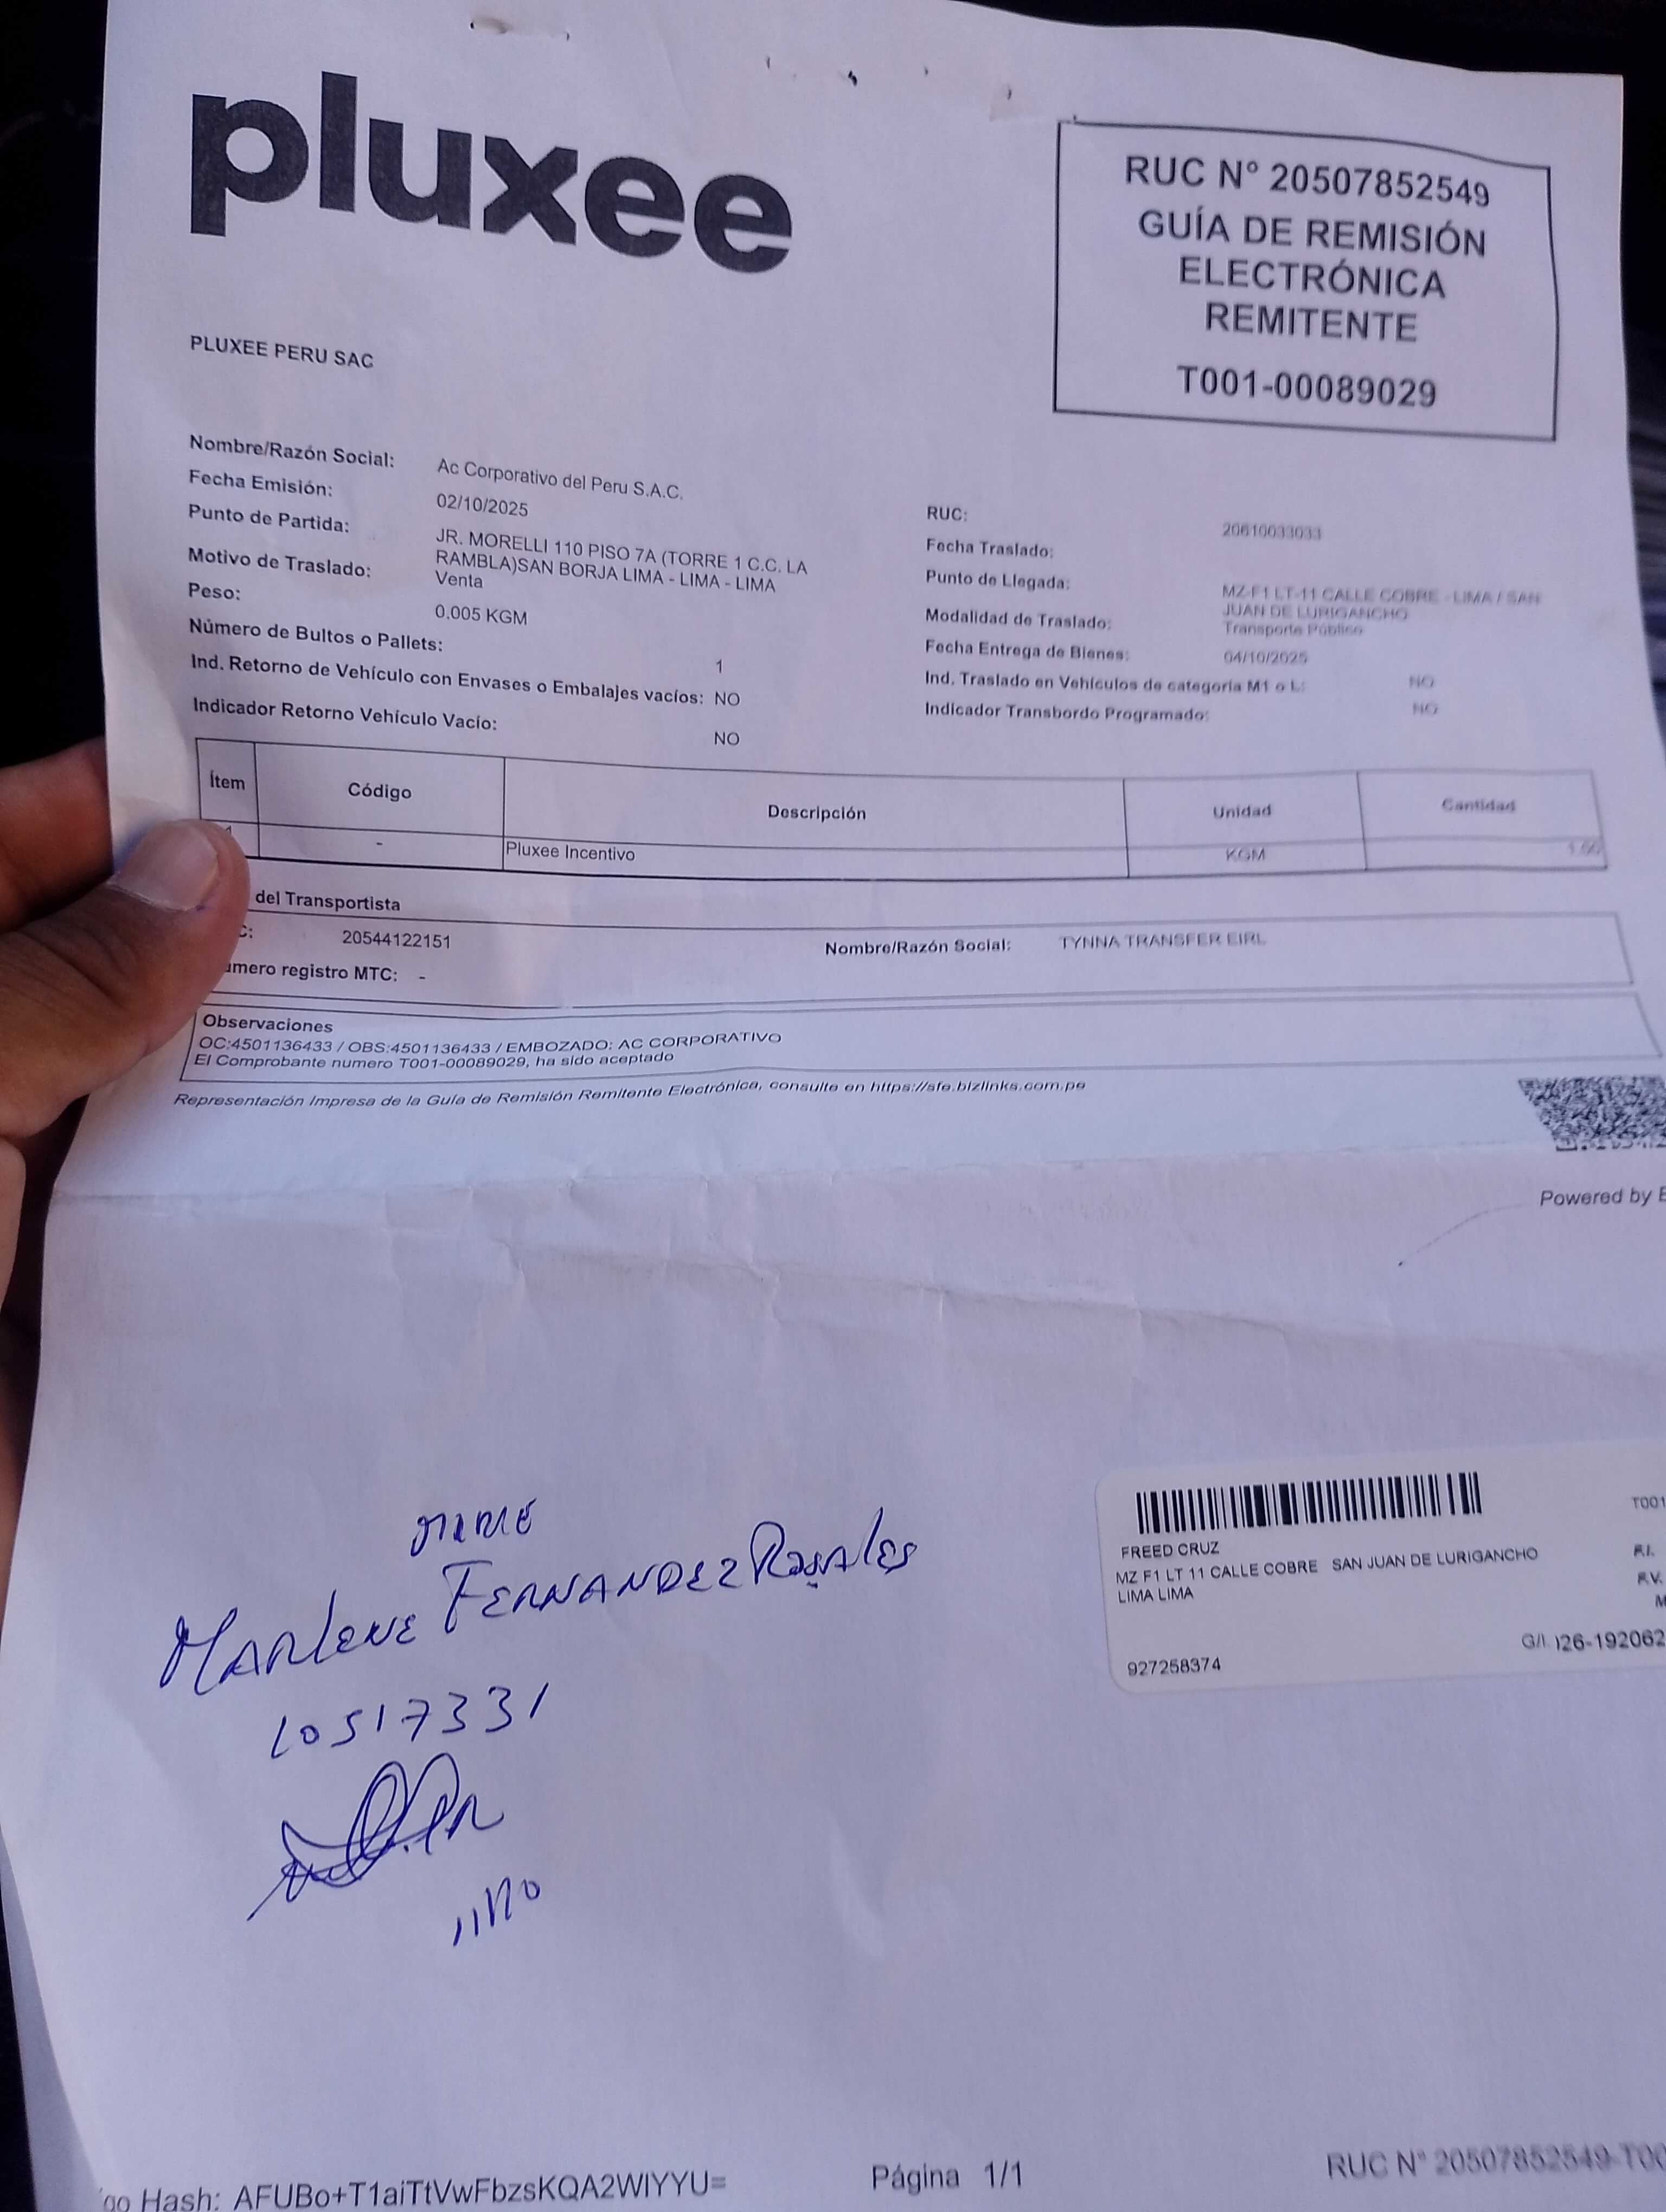 pluxee
RUC N° 20507852549
GUÍA DE REMISIÓN
ELECTRÓNICA
REMITENTE
T001-00089029
PLUXEE PERU SAC
Nombre/Razón Social: Ac Corporativo del Peru S.A.C.
Fecha Emisión: 02/10/2025
Punto de Partida: JR. MORELLI 110 PISO 7A (TORRE 1 C.C. LA
RAMBLA)SAN BORJA LIMA - LIMA - LIMA
Motivo de Traslado: Venta
Peso: 0.005 KGM
Número de Bultos o Pallets: 1
Ind. Retorno de Vehículo con Envases o Embalajes vacíos: NO
Indicador Retorno Vehículo Vacío: NO
RUC: 20610033033
Fecha Traslado:
Punto de Llegada: MZ-F1 LT-11 CALLE COBRE - LIMA / SAN
JUAN DE LURIGANCHO
Modalidad de Traslado: Transporte Público
Fecha Entrega de Bienes: 04/10/2025
Ind. Traslado en Vehículos de categoría M1 o L: NO
Indicador Transbordo Programado: NO
Ítem Código Descripción Unidad Cantidad
1 - Pluxee Incentivo KGM
del Transportista
C: 20544122151 Nombre/Razón Social: TYNNA TRANSFER EIRL
úmero registro MTC: -
Observaciones
OC:4501136433 / OBS:4501136433 / EMBOZADO: AC CORPORATIVO
El Comprobante numero T001-00089029, ha sido aceptado
Representación Impresa de la Guía de Remisión Remitente Electrónica, consulte en https://sfe.bizlinks.com.pe
Powered by
MARLENE FERNANDEZ Rosales
10517331
T001
FREED CRUZ
MZ F1 LT 11 CALLE COBRE SAN JUAN DE LURIGANCHO
LIMA LIMA
F.I.
F.V.
M
G/I. 026-192062
927258374
go Hash: AFUBo+T1aiTtVwFbzsKQA2WIYYU=
Página 1/1
RUC N° 20507852549-T00